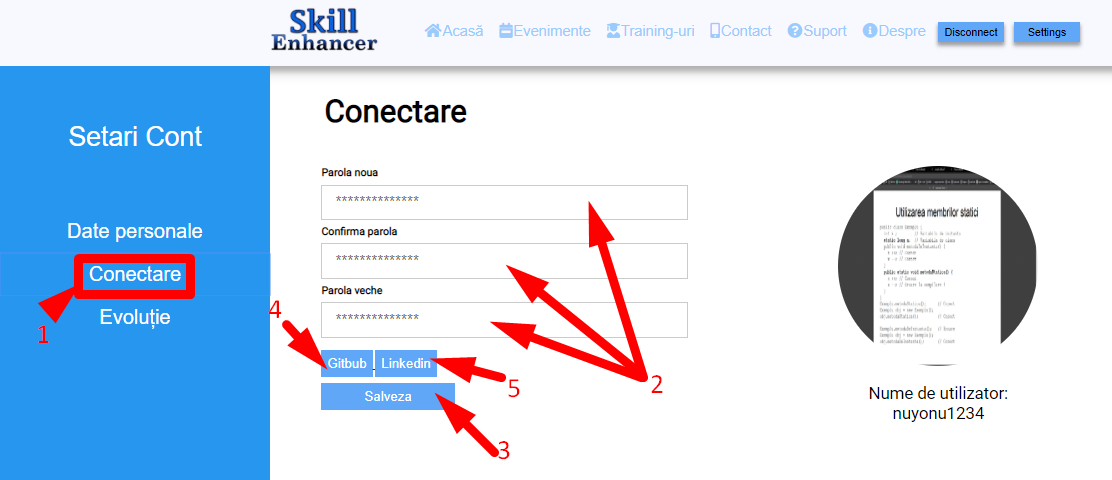 Skill
Enhancer
Acasă Evenimente Training-uri Contact Suport Despre Disconnect Settings
Setari Cont
Date personale
Conectare
Evoluție
1
Conectare
Parola noua
**************
Confirma parola
**************
Parola veche
**************
4
Gitbub Linkedin
5
2
Salveza
3
Utilizarea membrilor statici
Nume de utilizator:
nuyonu1234